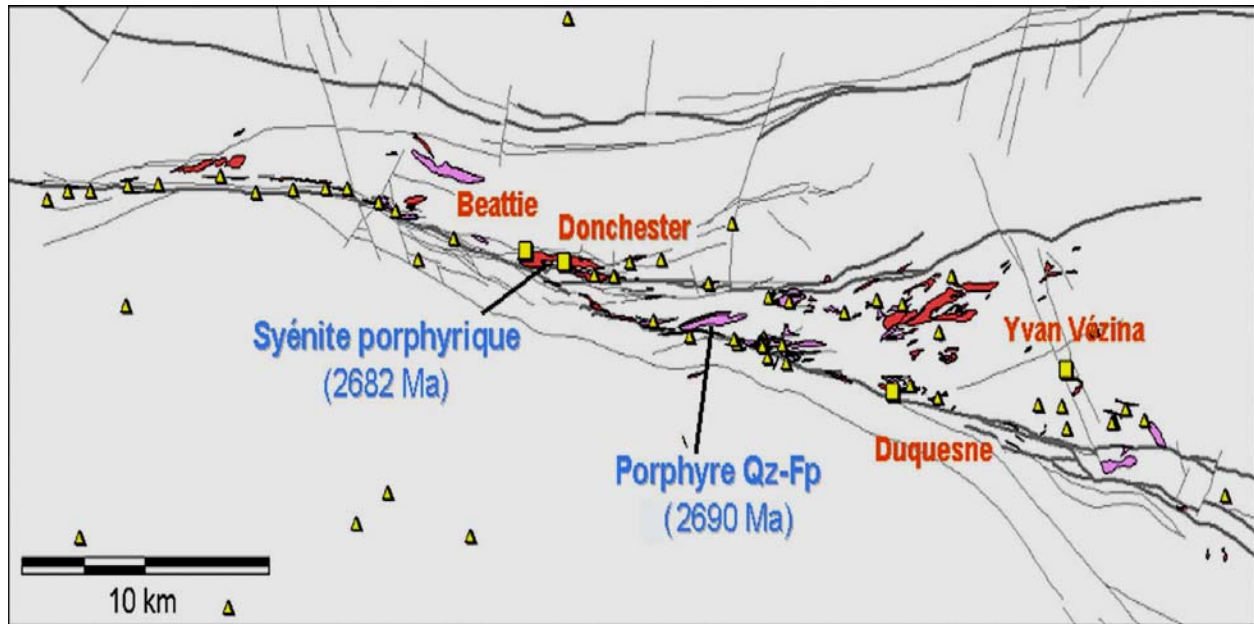 Beattie
Donchester
Syénite porphyrique
(2682 Ma)
Yvan Vézina
Porphyre Qz-Fp
(2690 Ma)
Duquesne
10 km